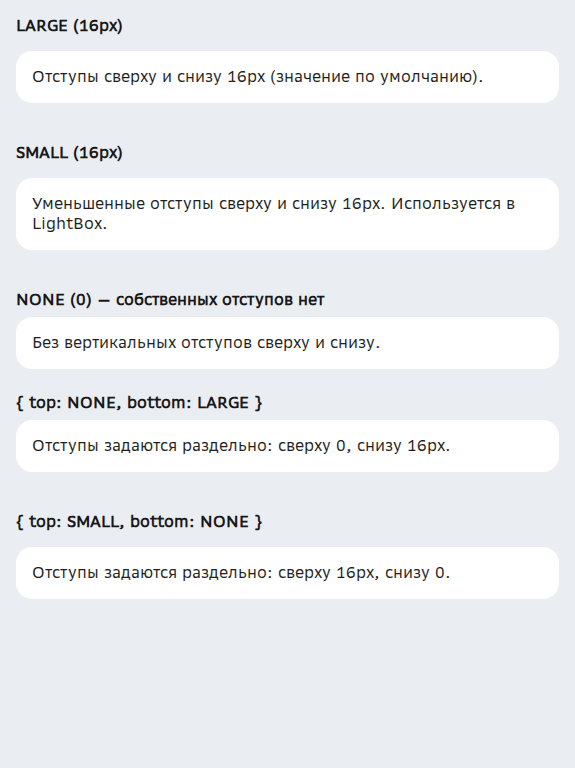 LARGE (16px)
Отступы сверху и снизу 16px (значение по умолчанию).
SMALL (16px)
Уменьшенные отступы сверху и снизу 16px. Используется в
LightBox.
NONE (0) — собственных отступов нет
Без вертикальных отступов сверху и снизу.
{ top: NONE, bottom: LARGE }
Отступы задаются раздельно: сверху 0, снизу 16px.
{ top: SMALL, bottom: NONE }
Отступы задаются раздельно: сверху 16px, снизу 0.